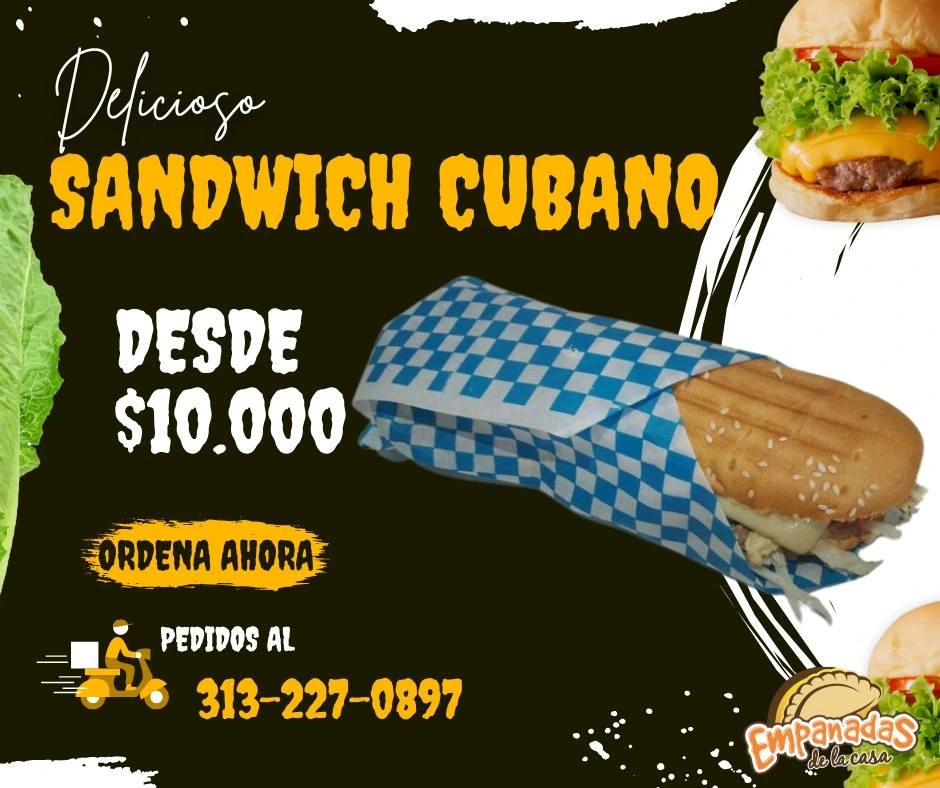 Delicioso
SANDWICH CUBANO
DESDE
$10.000
ORDENA AHORA
PEDIDOS AL
313-227-0897
Empanadas
de la casa